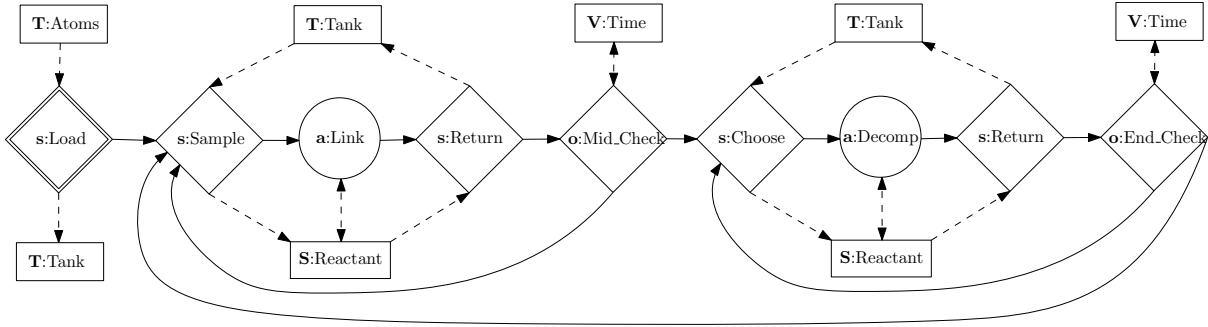 T:Atoms
T:Tank
V:Time
T:Tank
V:Time
s:Load
s:Sample
a:Link
s:Return
o:Mid_Check
s:Choose
a:Decomp
s:Return
o:End_Check
T:Tank
S:Reactant
S:Reactant